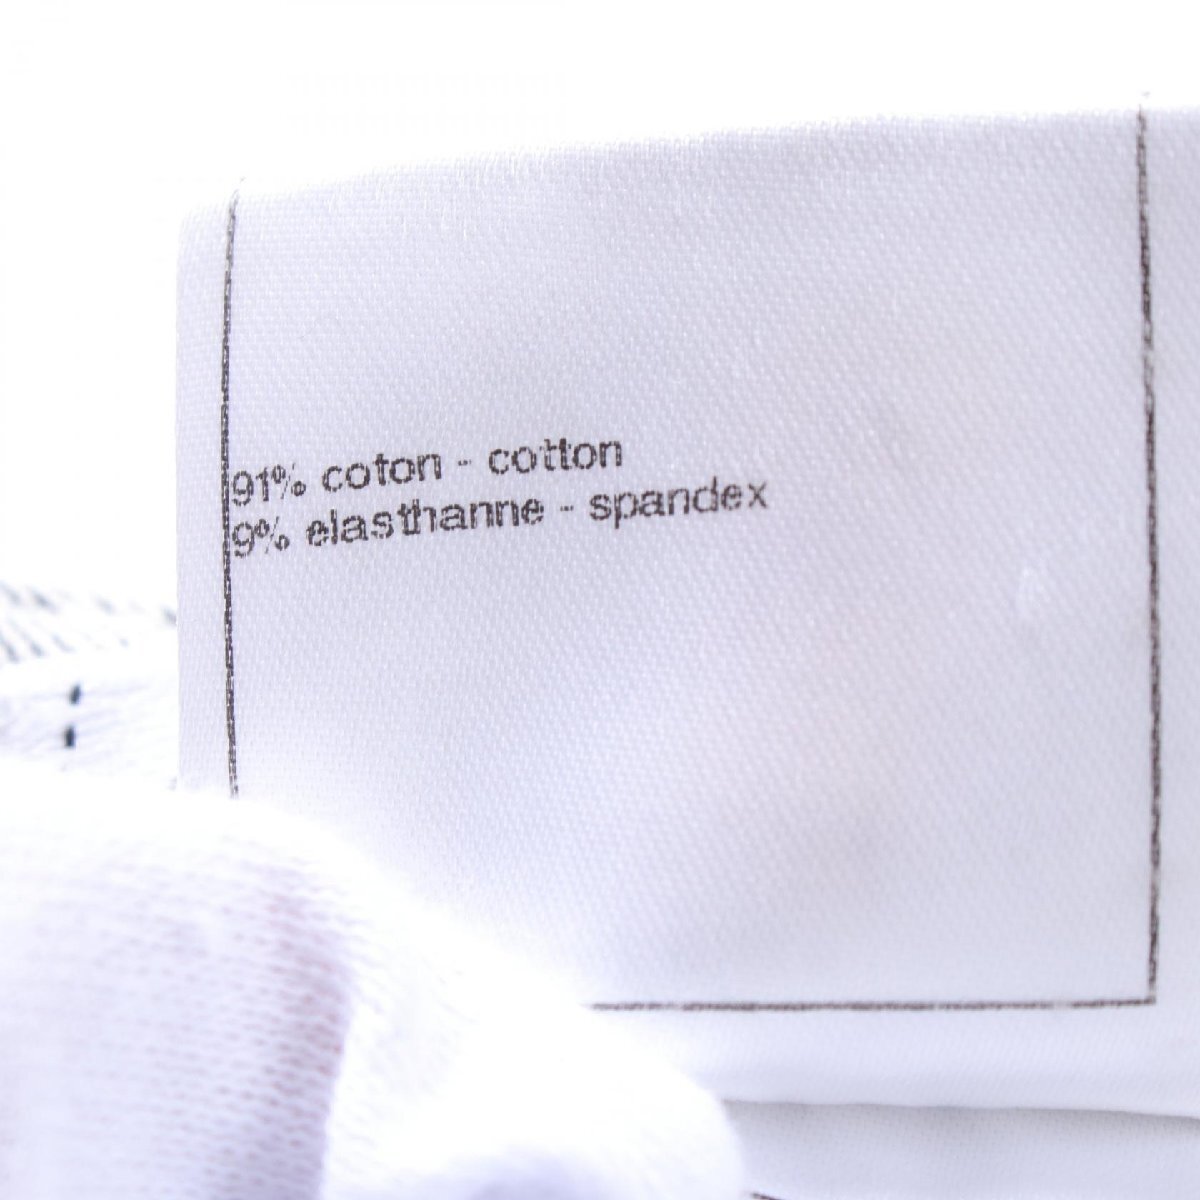 91% coton - cotton
9% elasthanne - spandex